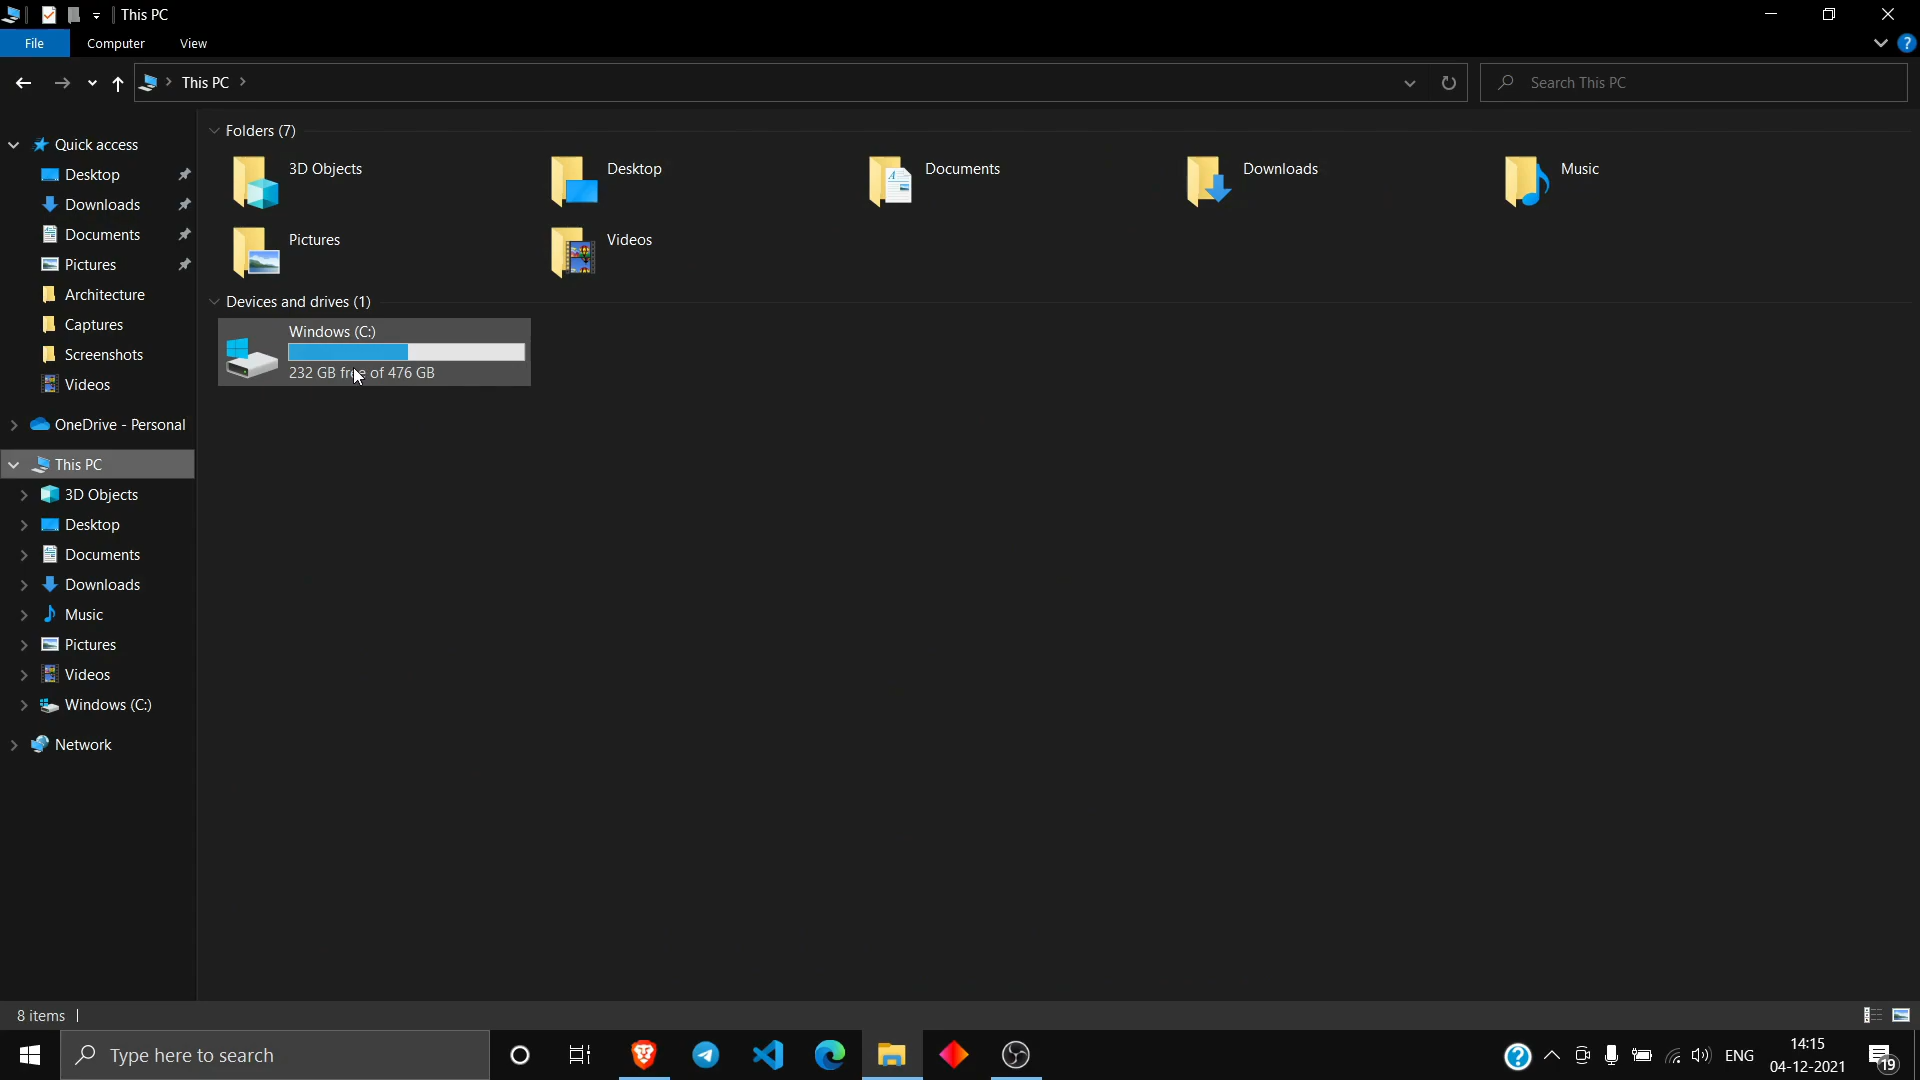 This PC
File Computer View
This PC
Search This PC
Quick access
Desktop
Downloads
Documents
Pictures
Architecture
Captures
Screenshots
Videos
OneDrive - Personal
This PC
3D Objects
Desktop
Documents
Downloads
Music
Pictures
Videos
Windows (C:)
Network
Folders (7)
3D Objects
Desktop
Documents
Downloads
Music
Pictures
Videos
Devices and drives (1)
Windows (C:)
232 GB free of 476 GB
8 items
Type here to search
ENG
14:15
04-12-2021
19